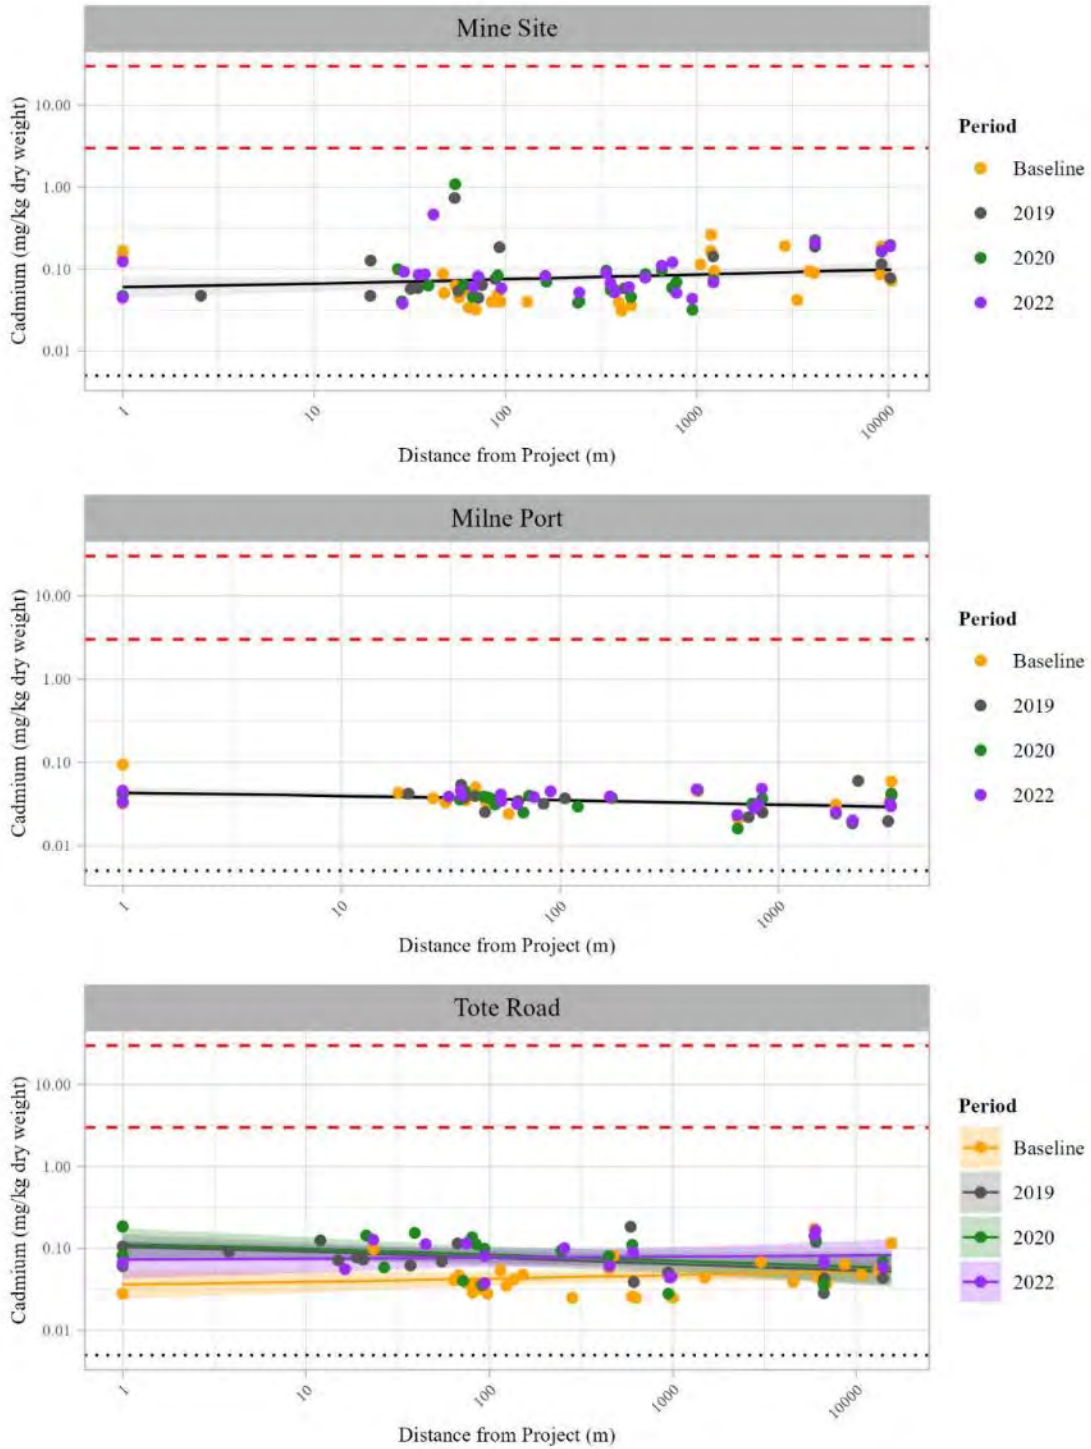 Mine Site
Cadmium (mg/kg dry weight)
10.00
1.00
0.10
0.01
1
10
100
1000
10000
Distance from Project (m)
Period
Baseline
2019
2020
2022
Milne Port
Cadmium (mg/kg dry weight)
10.00
1.00
0.10
0.01
1
10
100
1000
Distance from Project (m)
Period
Baseline
2019
2020
2022
Tote Road
Cadmium (mg/kg dry weight)
10.00
1.00
0.10
0.01
1
10
100
1000
10000
Distance from Project (m)
Period
Baseline
2019
2020
2022